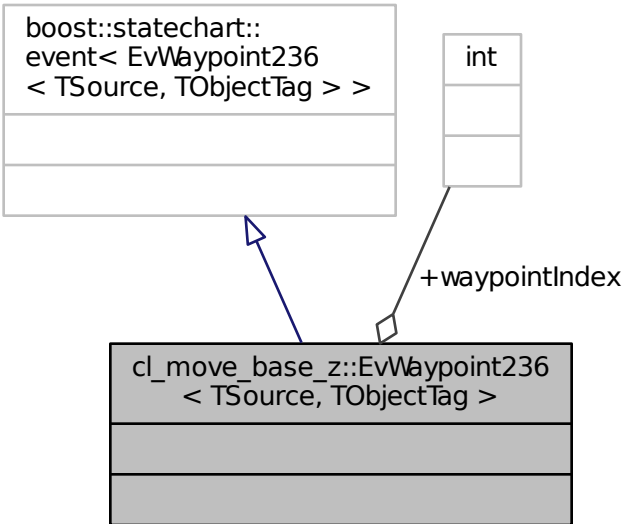 boost::statechart::
event< EvWaypoint236
< TSource, TObjectTag > >
int
+waypointIndex
cl_move_base_z::EvWaypoint236
< TSource, TObjectTag >